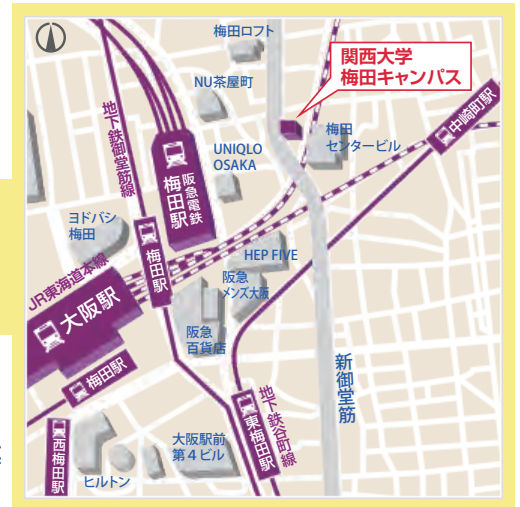 梅田ロフト
関西大学
梅田キャンパス
NU茶屋町
地下鉄御堂筋線
中崎町駅
梅田
センタービル
UNIQLO
OSAKA
阪急電鉄
梅田駅
ヨドバシ
梅田
梅田駅
HEP FIVE
JR東海道本線
大阪駅
阪急
メンズ大阪
阪急
百貨店
新御堂筋
梅田駅
地下鉄谷町線
東梅田駅
西梅田駅
大阪駅前
第4ビル
ヒルトン